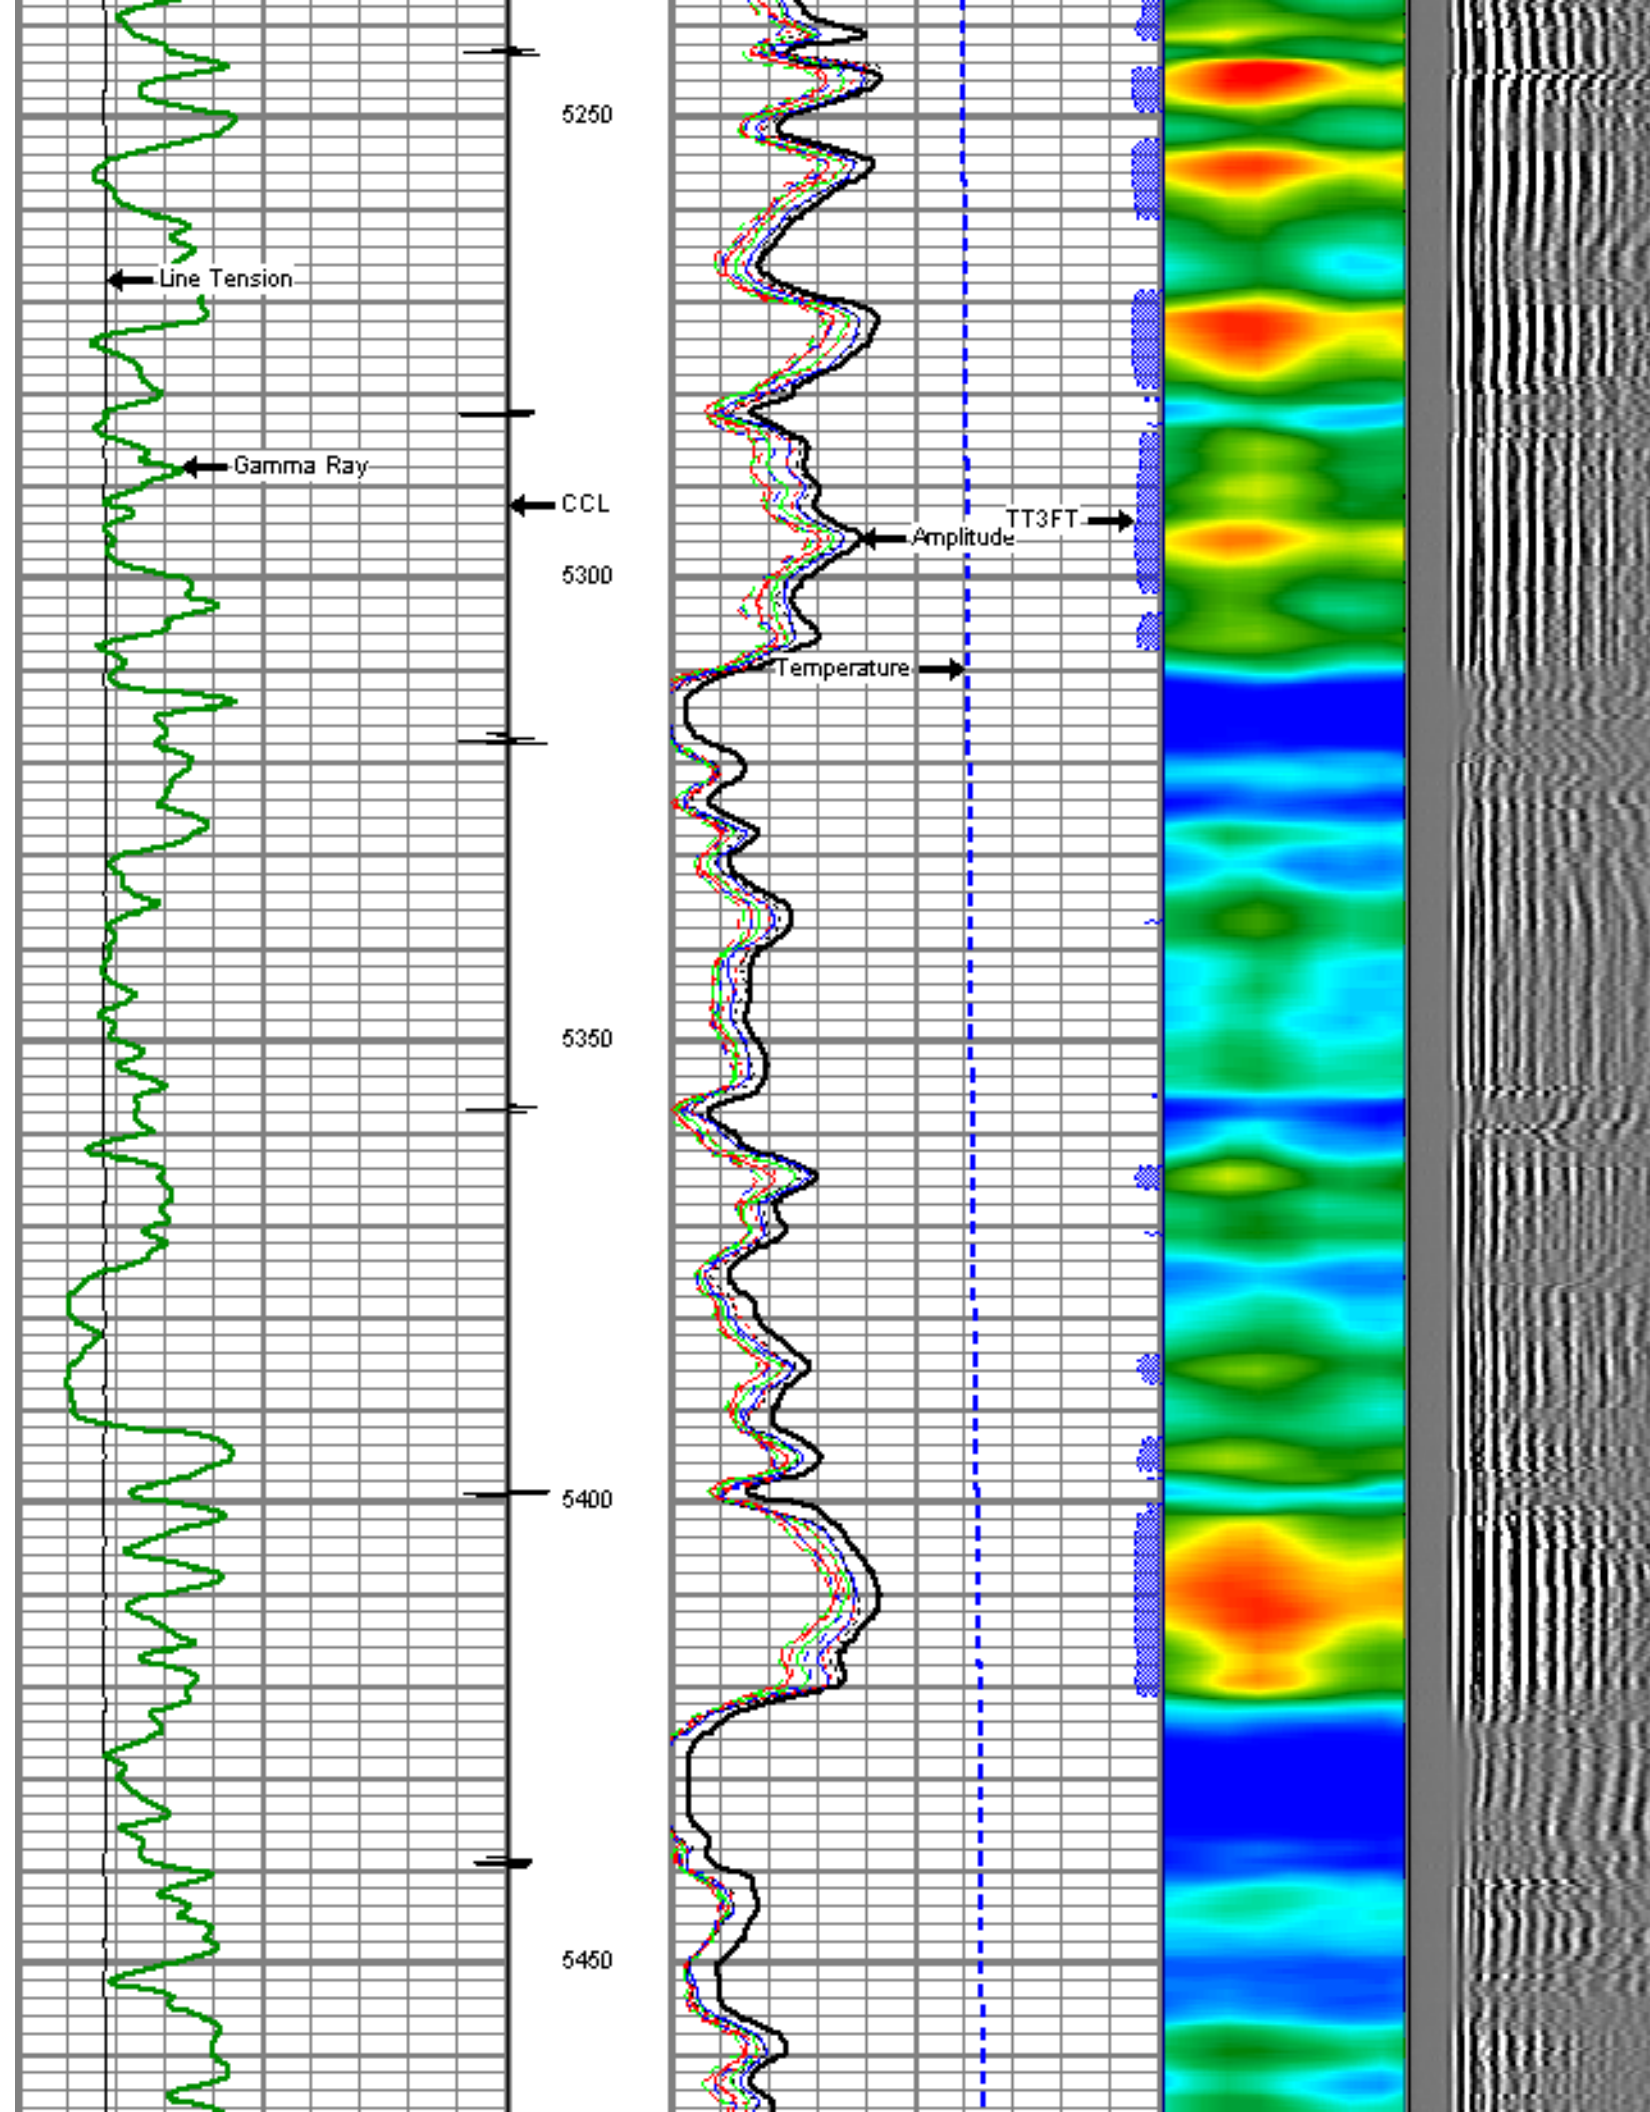 5250
Line Tension
Gamma Ray
CCL
TT3FT
Amplitude
5300
Temperature
5350
5400
5450